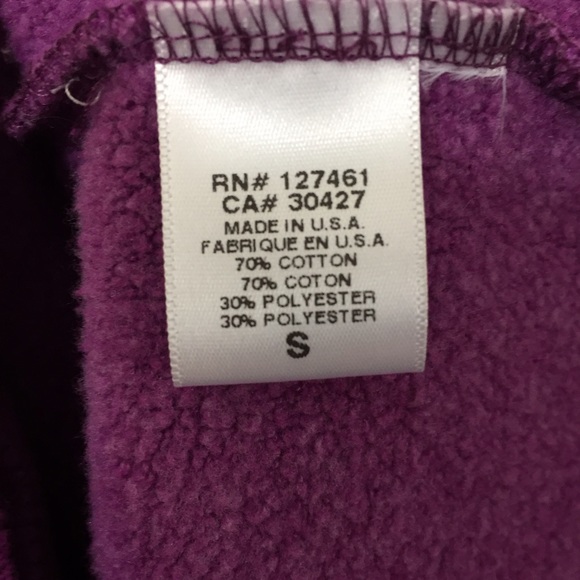 RN# 127461
CA# 30427
MADE IN U.S.A.
FABRIQUE EN U.S.A.
70% COTTON
70% COTON
30% POLYESTER
30% POLYESTER
S